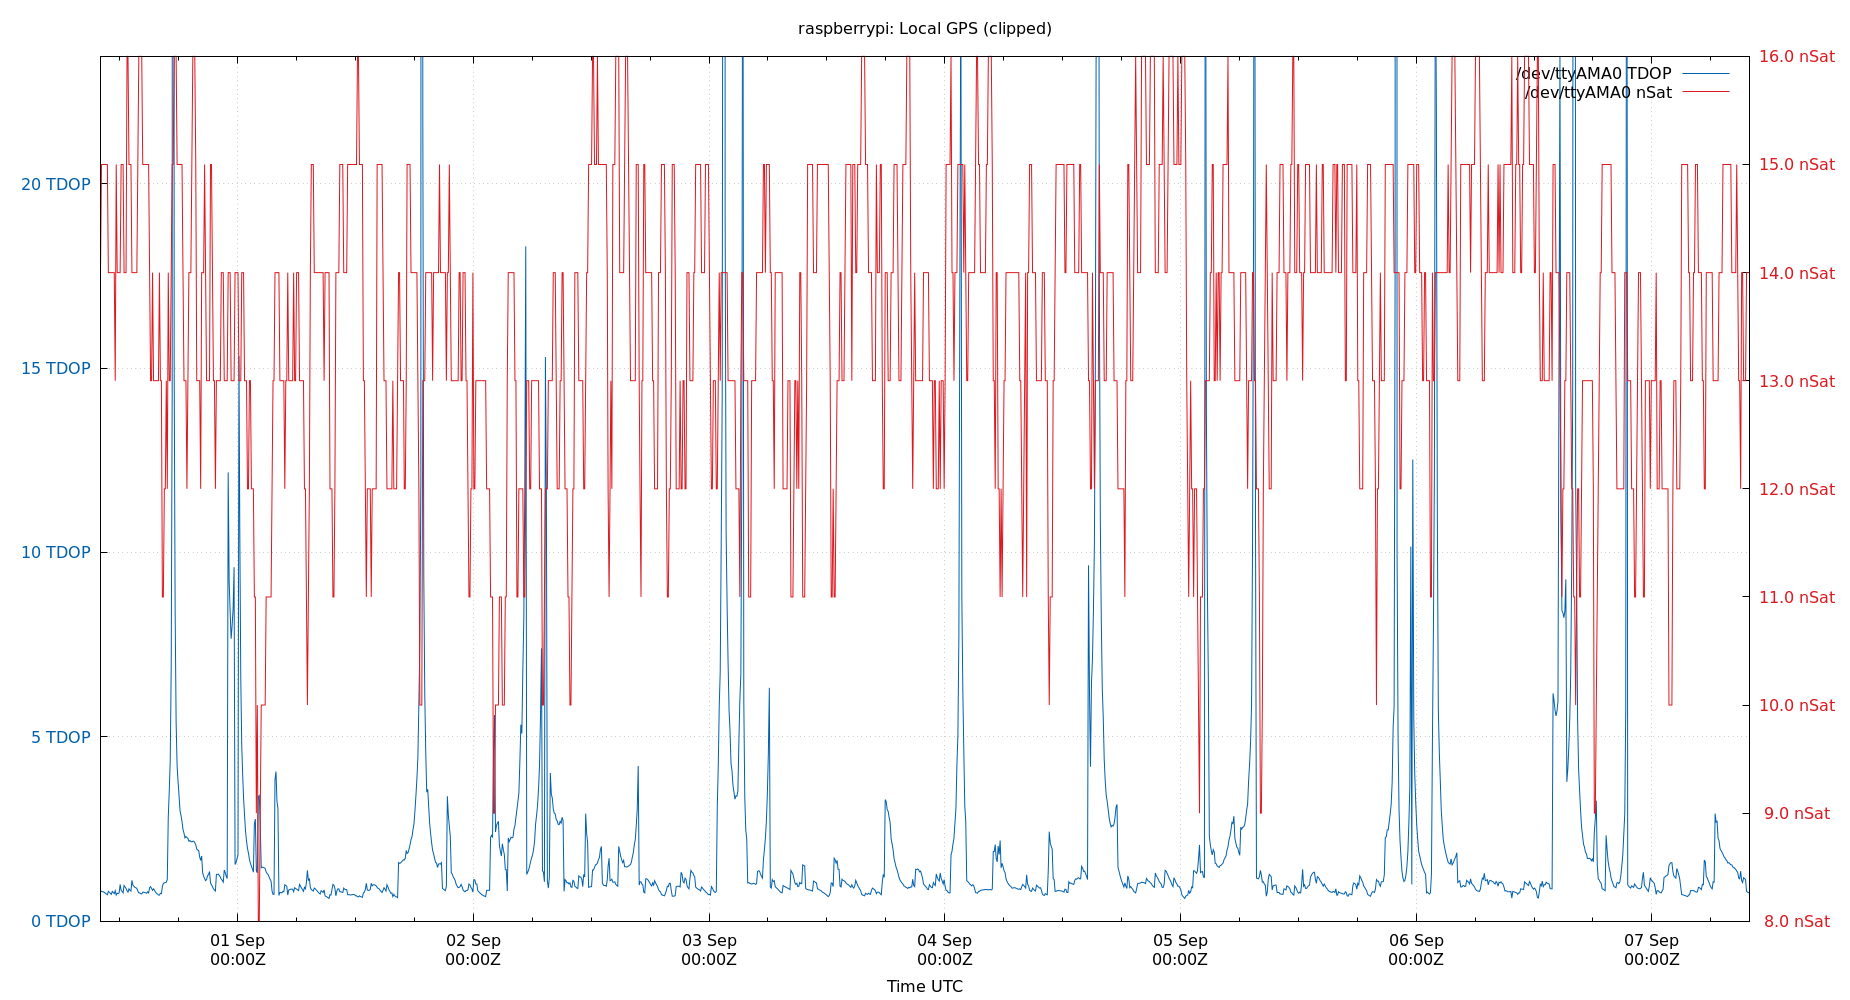 raspberrypi: Local GPS (clipped)
16.0 nSat
/dev/ttyAMA0 TDOP
/dev/ttyAMA0 nSat
15.0 nSat
20 TDOP
14.0 nSat
15 TDOP
13.0 nSat
12.0 nSat
10 TDOP
11.0 nSat
10.0 nSat
5 TDOP
9.0 nSat
0 TDOP
8.0 nSat
01 Sep
00:00Z
02 Sep
00:00Z
03 Sep
00:00Z
04 Sep
00:00Z
05 Sep
00:00Z
06 Sep
00:00Z
07 Sep
00:00Z
Time UTC